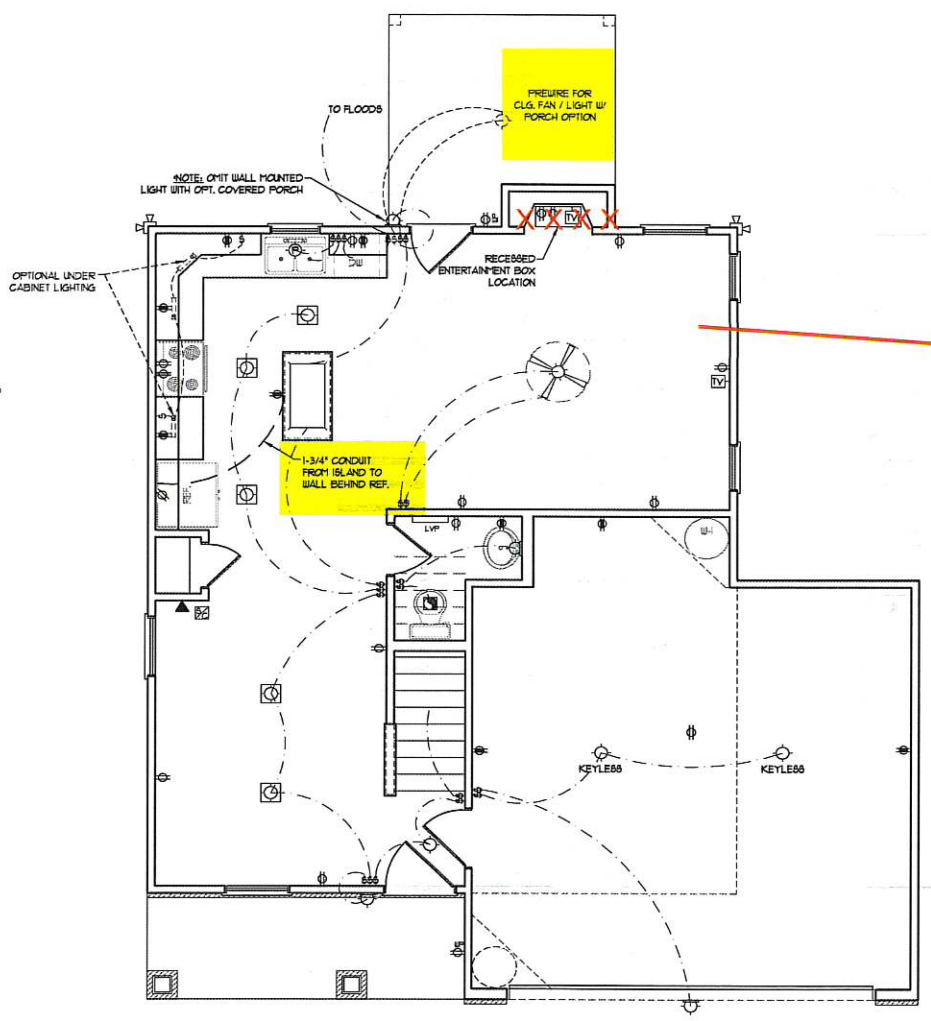 PREWIRE FOR
CLG. FAN / LIGHT W/
PORCH OPTION
TO FLOODS
NOTE: OMIT WALL MOUNTED
LIGHT WITH OPT. COVERED PORCH
TV
RECESSED
ENTERTAINMENT BOX
LOCATION
OPTIONAL UNDER
CABINET LIGHTING
DW
TV
1-3/4" CONDUIT
FROM ISLAND TO
WALL BEHIND REF.
REF.
LVP
KEYLESS
KEYLESS